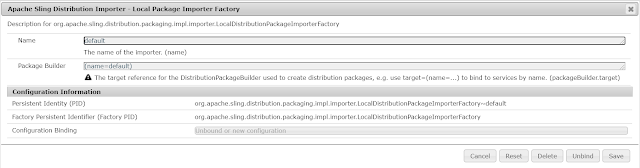 Apache Sling Distribution Importer - Local Package Importer Factory
Description for org.apache.sling.distribution.packaging.impl.importer.LocalDistributionPackageImporterFactory
Name default
The name of the importer. (name)
Package Builder (name=default)
The target reference for the DistributionPackageBuilder used to create distribution packages, e.g. use target=(name=...) to bind to services by name. (packageBuilder.target)
Configuration Information
Persistent Identity (PID) org.apache.sling.distribution.packaging.impl.importer.LocalDistributionPackageImporterFactory~default
Factory Persistent Identifier (Factory PID) org.apache.sling.distribution.packaging.impl.importer.LocalDistributionPackageImporterFactory
Configuration Binding Unbound or new configuration
Cancel Reset Delete Unbind Save